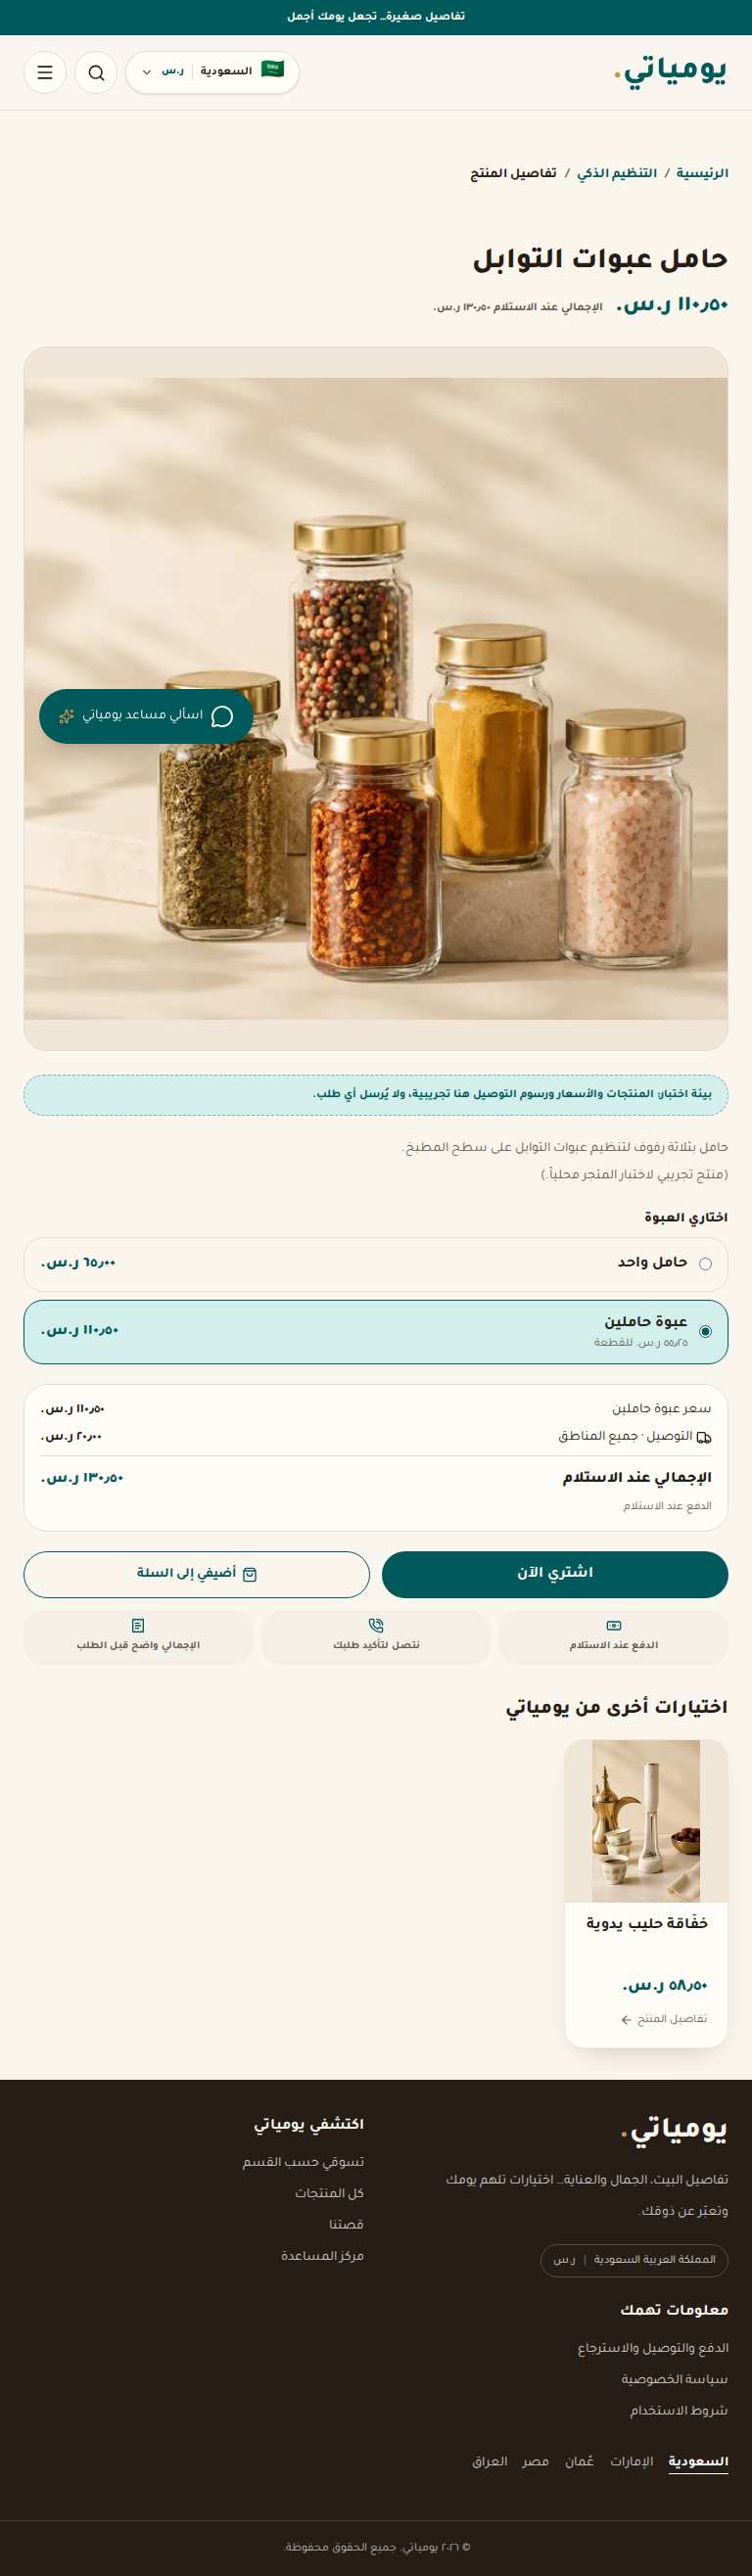 تفاصيل صغيرة… تجعل يومك أجمل
يومياتي.
السعودية | ر.س
الرئيسية / التنظيم الذكي / تفاصيل المنتج
حامل عبوات التوابل
١١٠٫٥٠ ر.س. الإجمالي عند الاستلام ١٣٠٫٥٠ ر.س.
اسألي مساعد يومياتي
بيئة اختبار: المنتجات والأسعار ورسوم التوصيل هنا تجريبية، ولا يُرسل أي طلب.
حامل بثلاثة رفوف لتنظيم عبوات التوابل على سطح المطبخ.
(منتج تجريبي لاختبار المتجر محلياً.)
اختاري العبوة
حامل واحد ٦٥٫٠٠ ر.س.
عبوة حاملين ١١٠٫٥٠ ر.س.
٥٥٫٢٥ ر.س. للقطعة
سعر عبوة حاملين ١١٠٫٥٠ ر.س.
التوصيل · جميع المناطق ٢٠٫٠٠ ر.س.
الإجمالي عند الاستلام ١٣٠٫٥٠ ر.س.
الدفع عند الاستلام
اشتري الآن
أضيفي إلى السلة
الدفع عند الاستلام
نتصل لتأكيد طلبك
الإجمالي واضح قبل الطلب
اختيارات أخرى من يومياتي
خفّاقة حليب يدوية
٥٨٫٥٠ ر.س.
تفاصيل المنتج ←
يومياتي.
تفاصيل البيت، الجمال والعناية… اختيارات تلهم يومك
وتعبّر عن ذوقك.
المملكة العربية السعودية | ر.س
اكتشفي يومياتي
تسوقي حسب القسم
كل المنتجات
قصتنا
مركز المساعدة
معلومات تهمك
الدفع والتوصيل والاسترجاع
سياسة الخصوصية
شروط الاستخدام
السعودية الإمارات عُمان مصر العراق
© ٢٠٢٦ يومياتي. جميع الحقوق محفوظة.